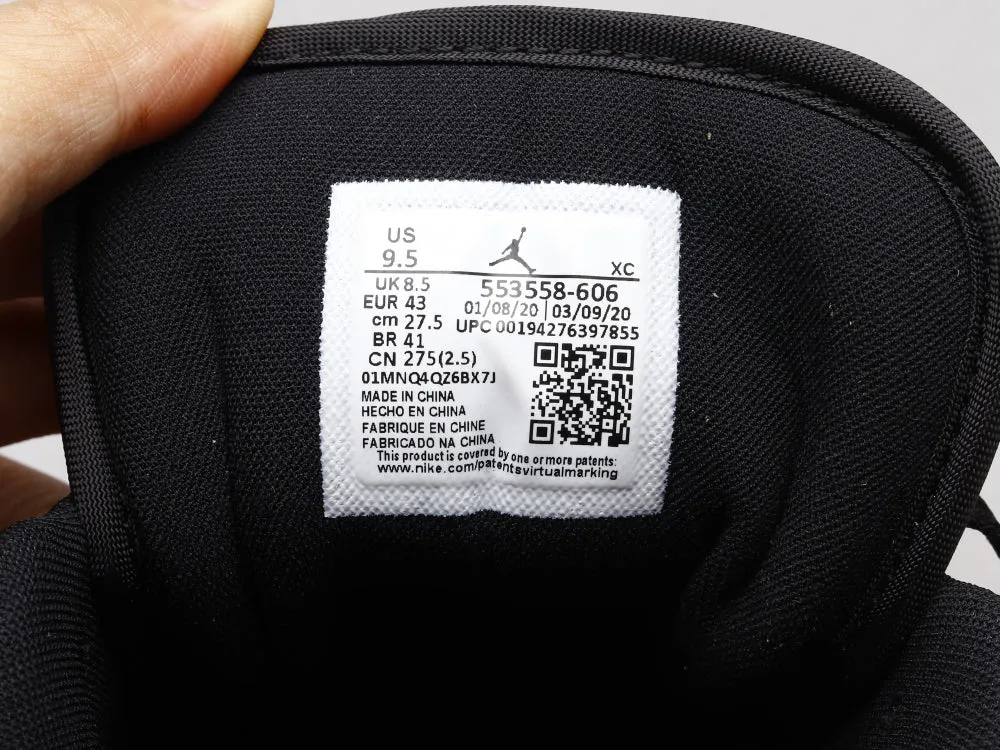 US
9.5
XC
UK 8.5
553558-606
EUR 43
01/08/20 | 03/09/20
cm 27.5
UPC 00194276397855
BR 41
CN 275(2.5)
01MNQ4QZ6BX7J
MADE IN CHINA
HECHO EN CHINA
FABRIQUE EN CHINE
FABRICADO NA CHINA
This product is covered by one or more patents:
www.nike.com/patentsvirtualmarking